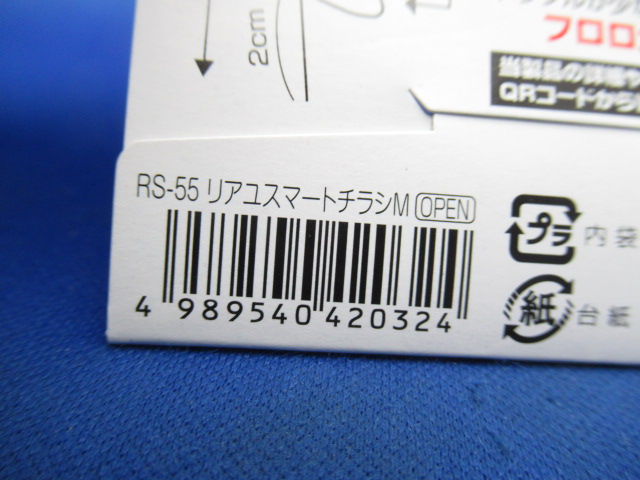 2cm
フロロ
当製品の詳細や
QRコードから
RS-55 リアユスマートチラシM OPEN
4 989540 420324
プラ 内袋
紙 台紙